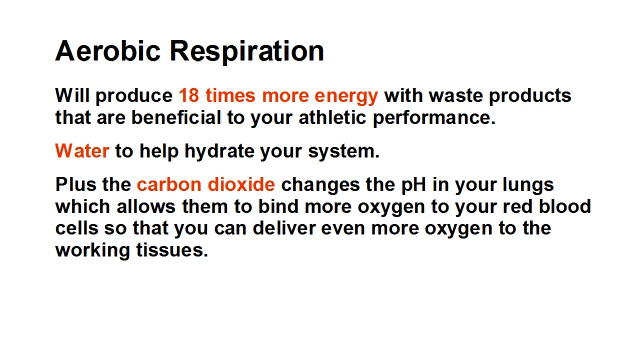 Aerobic Respiration
Will produce 18 times more energy with waste products
that are beneficial to your athletic performance.
Water to help hydrate your system.
Plus the carbon dioxide changes the pH in your lungs
which allows them to bind more oxygen to your red blood
cells so that you can deliver even more oxygen to the
working tissues.